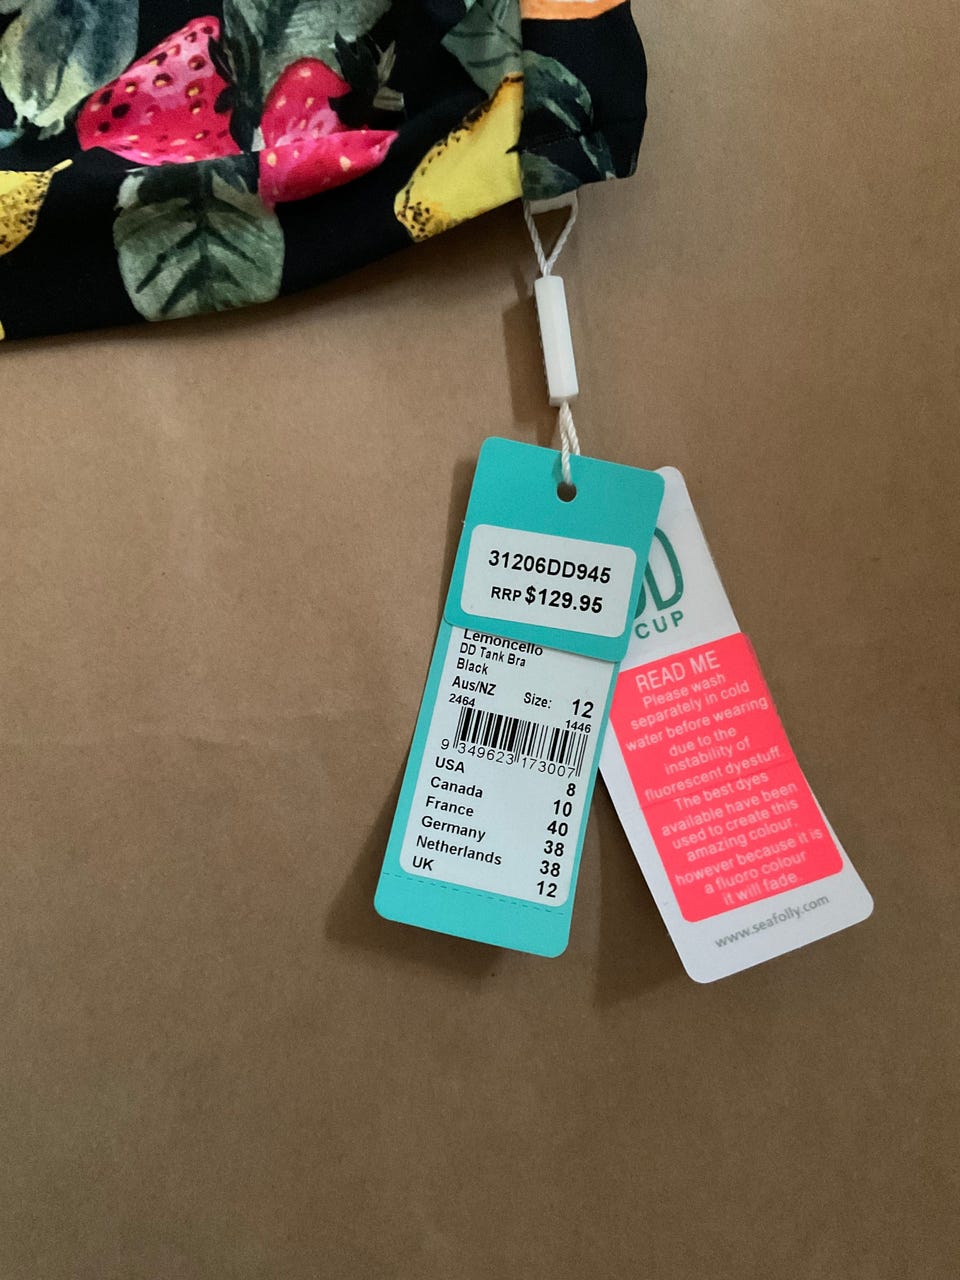 31206DD945
RRP $129.95
Lemoncello
DD Tank Bra
Black
Aus/NZ Size: 12
2464 1446
9 349623 173007
USA 8
Canada 10
France 40
Germany 38
Netherlands 38
UK 12
DD
CUP
READ ME
Please wash
separately in cold
water before wearing
due to the
instability of
fluorescent dyestuff.
The best dyes
available have been
used to create this
amazing colour,
however because it is
a fluoro colour
it will fade.
www.seafolly.com